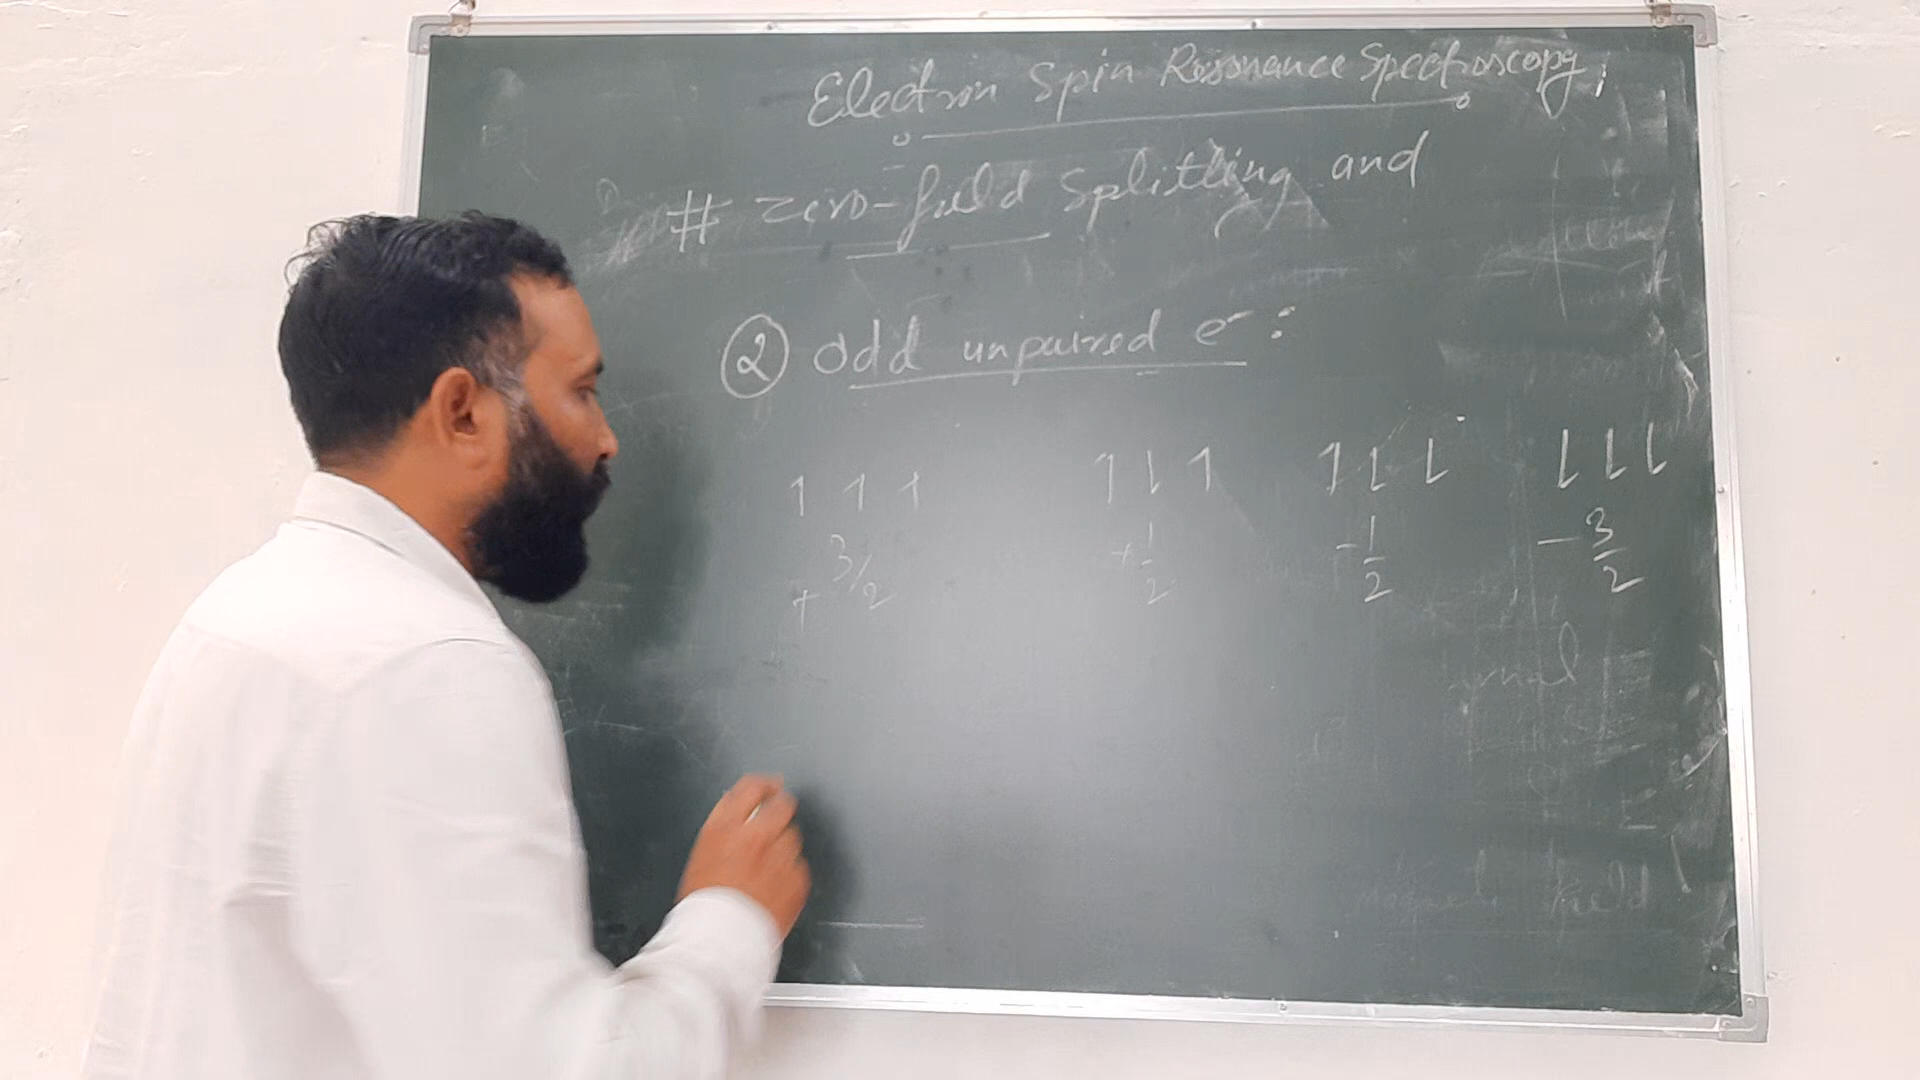 Electron Spin Resonance Spectroscopy;
# Zero-field Splitting and
② Odd unpaired e⁻ :
↿ ↿ ↿ ↿ ⇂ ↿ ↿ ⇂ ⇂ ⇂ ⇂ ⇂
+ 3/2 + 1/2 - 1/2 - 3/2
field